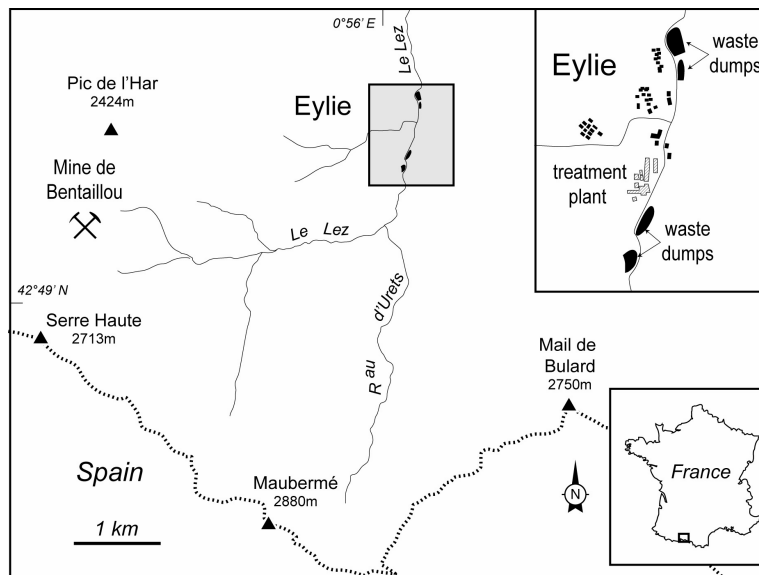 0°56' E
Le Lez
Pic de l'Har
2424m
Eylie
Mine de
Bentaillou
Le Lez
42°49' N
Serre Haute
2713m
R au d'Urets
Mail de
Bulard
2750m
Spain
Maubermé
2880m
1 km
N
Eylie
waste
dumps
treatment
plant
waste
dumps
France